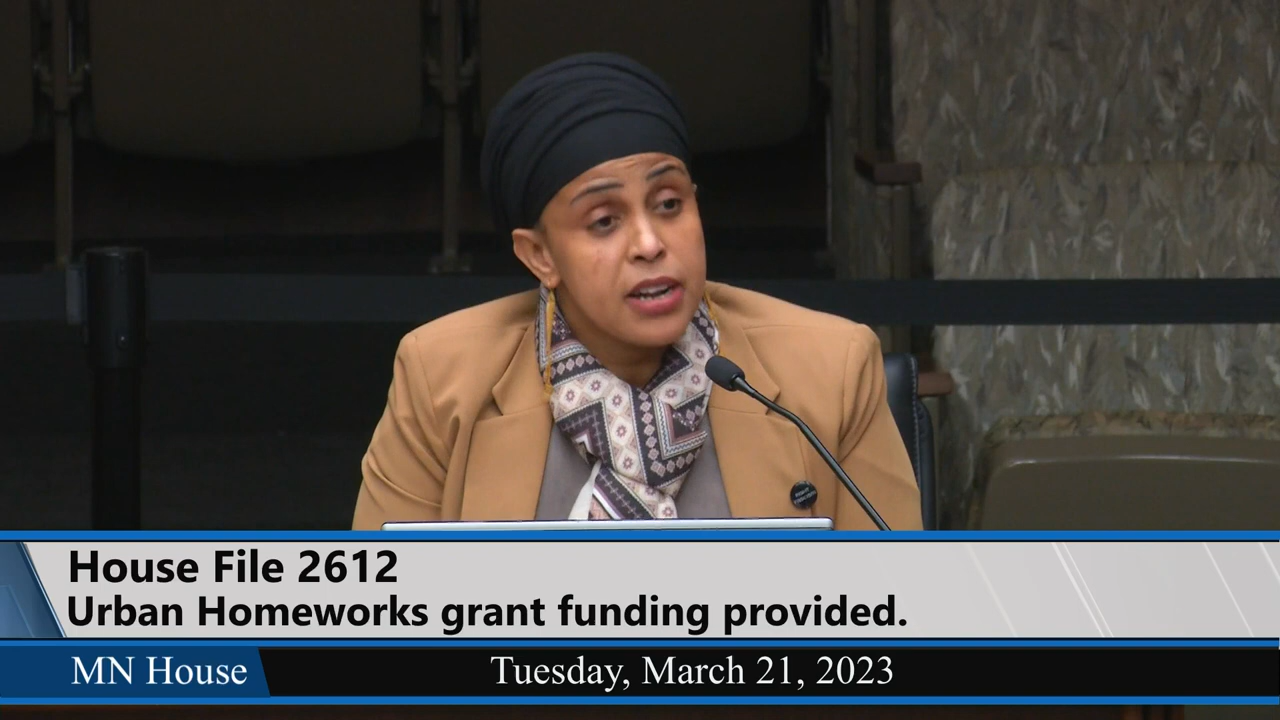 House File 2612
Urban Homeworks grant funding provided.
MN House
Tuesday, March 21, 2023